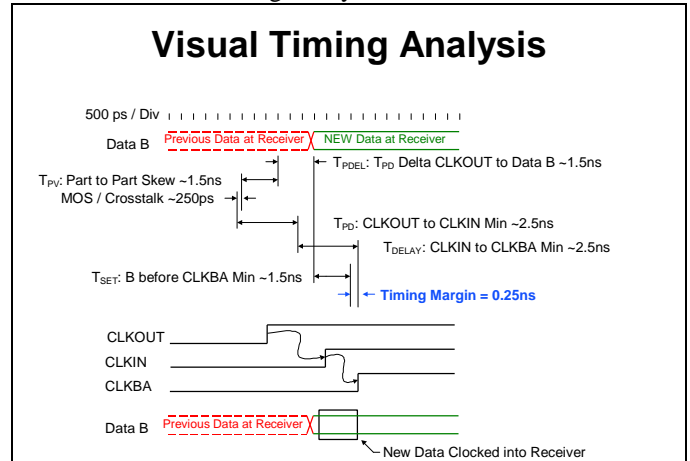 Visual Timing Analysis
500 ps / Div
Data B Previous Data at Receiver NEW Data at Receiver
TPDEL: TPD Delta CLKOUT to Data B ~1.5ns
TPV: Part to Part Skew ~1.5ns
MOS / Crosstalk ~250ps
TPD: CLKOUT to CLKIN Min ~2.5ns
TDELAY: CLKIN to CLKBA Min ~2.5ns
TSET: B before CLKBA Min ~1.5ns
Timing Margin = 0.25ns
CLKOUT
CLKIN
CLKBA
Data B Previous Data at Receiver
New Data Clocked into Receiver